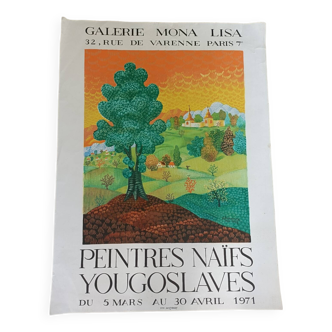 GALERIE MONA LISA
32, RUE DE VARENNE PARIS 7e
PEINTRES NAÏFS
YOUGOSLAVES
DU 5 MARS AU 30 AVRIL 1971